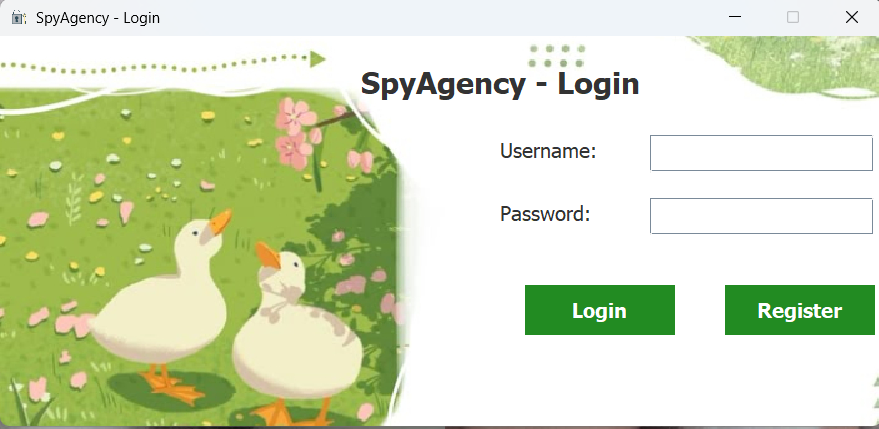 SpyAgency - Login
SpyAgency - Login
Username:
Password:
Login
Register